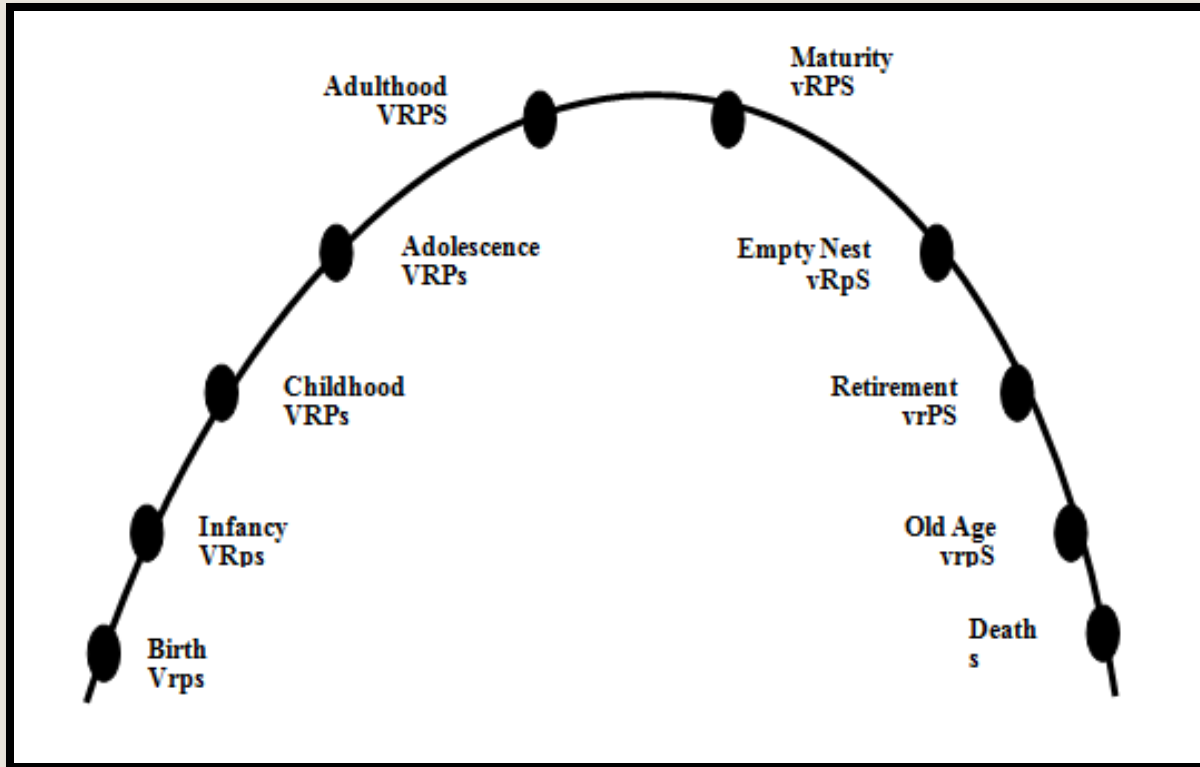 Maturity
vRPS
Adulthood
VRPS
Adolescence
VRPs
Empty Nest
vRpS
Childhood
VRPs
Retirement
vrPS
Infancy
VRps
Old Age
vrpS
Birth
Vrps
Death
s